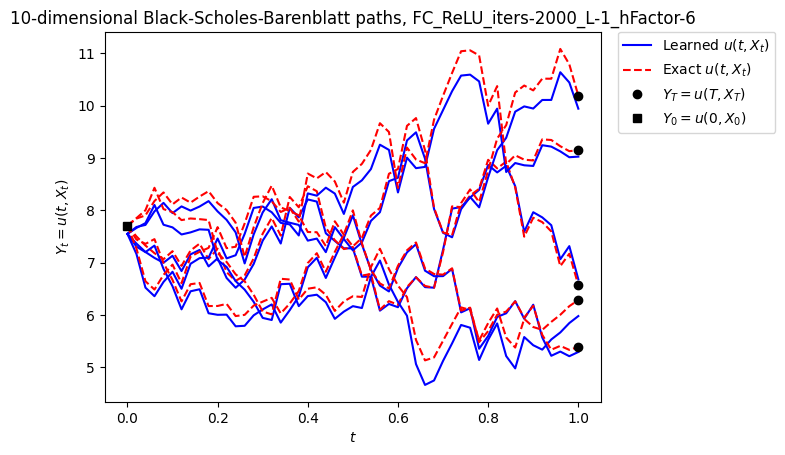 10-dimensional Black-Scholes-Barenblatt paths, FC_ReLU_iters-2000_L-1_hFactor-6
Learned u(t, X_t)
Exact u(t, X_t)
Y_T = u(T, X_T)
Y_0 = u(0, X_0)
Y_t = u(t, X_t)
11
10
9
8
7
6
5
0.0 0.2 0.4 0.6 0.8 1.0
t